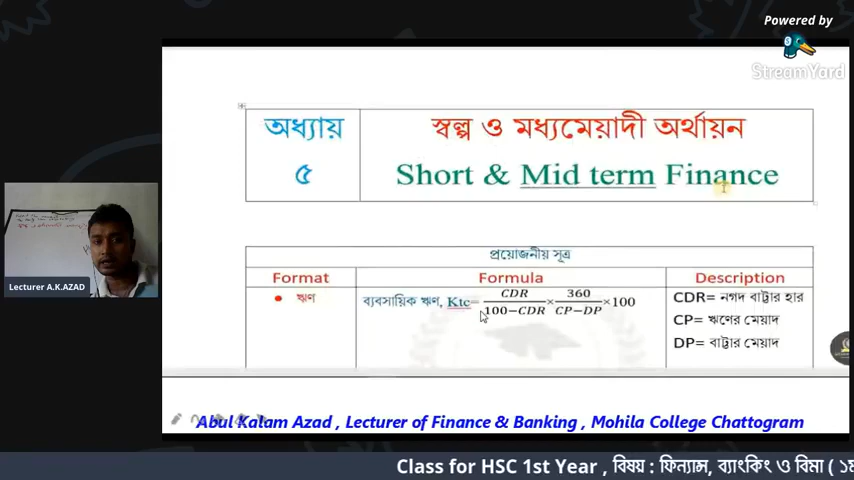 Powered by
StreamYard
অধ্যায়
৫
স্বল্প ও মধ্যমেয়াদী অর্থায়ন
Short & Mid term Finance
প্রয়োজনীয় সূত্র
Format
Formula
Description
• ঋণ
ব্যবসায়িক ঋণ, Ktc= CDR/100−CDR × 360/CP−DP ×100
CDR= নগদ বাট্টার হার
CP= ঋণের মেয়াদ
DP= বাট্টার মেয়াদ
Lecturer A.K.AZAD
Abul Kalam Azad , Lecturer of Finance & Banking , Mohila College Chattogram
Class for HSC 1st Year , বিষয় : ফিন্যান্স, ব্যাংকিং ও বিমা ( ১ম